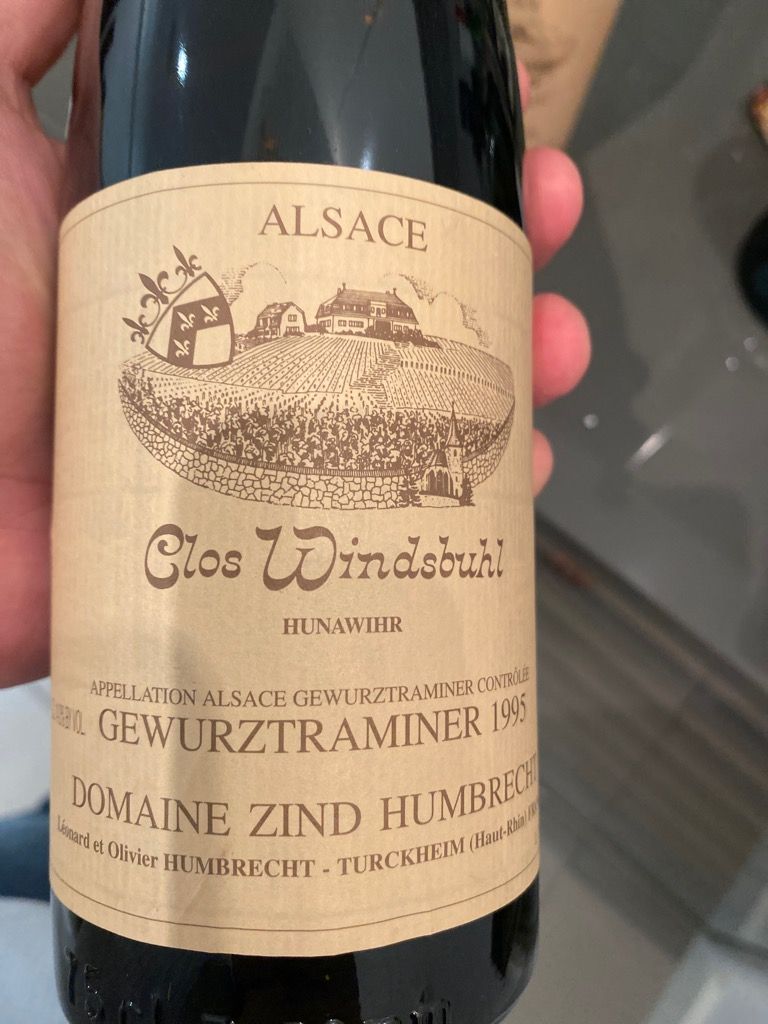 ALSACE
Clos Windsbuhl
HUNAWIHR
APPELLATION ALSACE GEWURZTRAMINER CONTRÔLÉE
GEWURZTRAMINER 1995
DOMAINE ZIND HUMBRECHT
Léonard et Olivier HUMBRECHT - TURCKHEIM (Haut-Rhin)